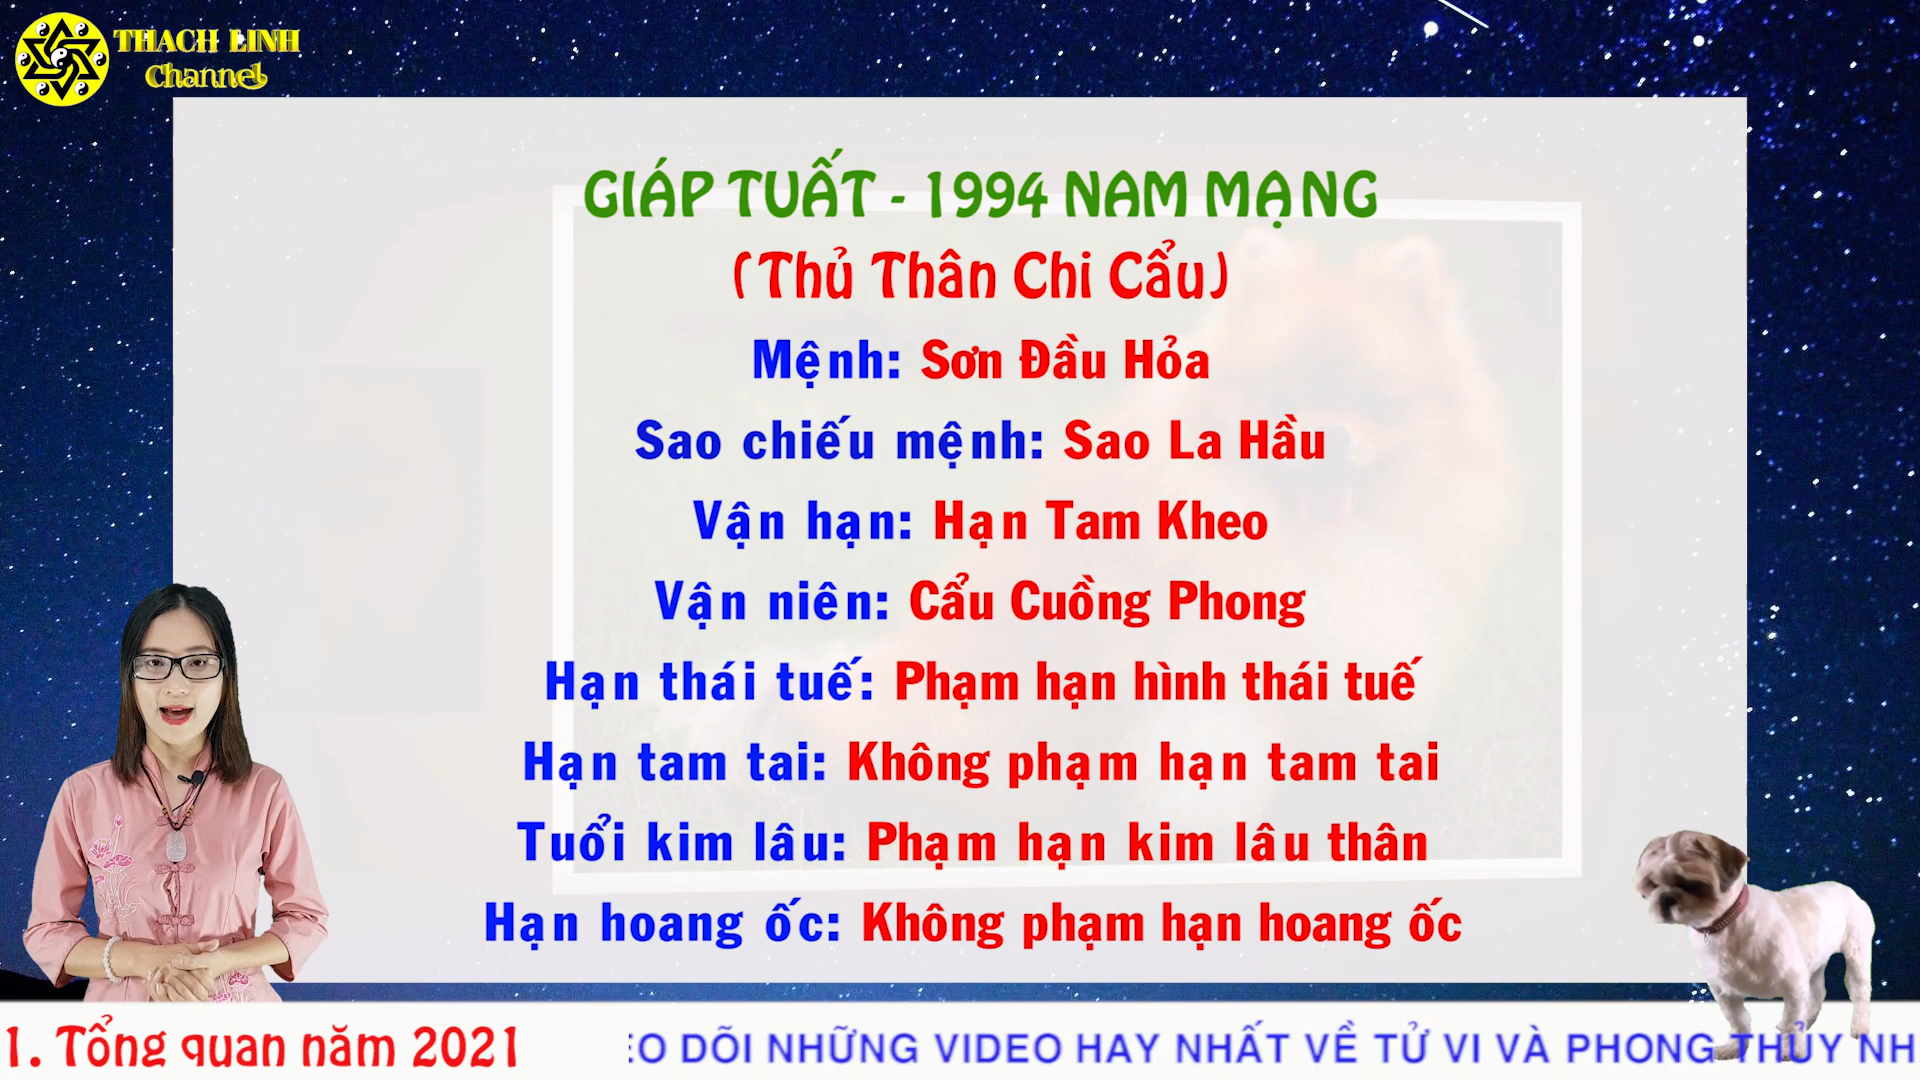 THACH LINH
Channel
GIÁP TUẤT - 1994 NAM MẠNG
(Thủ Thân Chi Cẩu)
Mệnh: Sơn Đầu Hỏa
Sao chiếu mệnh: Sao La Hầu
Vận hạn: Hạn Tam Kheo
Vận niên: Cẩu Cuồng Phong
Hạn thái tuế: Phạm hạn hình thái tuế
Hạn tam tai: Không phạm hạn tam tai
Tuổi kim lâu: Phạm hạn kim lâu thân
Hạn hoang ốc: Không phạm hạn hoang ốc
1. Tổng quan năm 2021
EO DÕI NHỮNG VIDEO HAY NHẤT VỀ TỬ VI VÀ PHONG THỦY NH